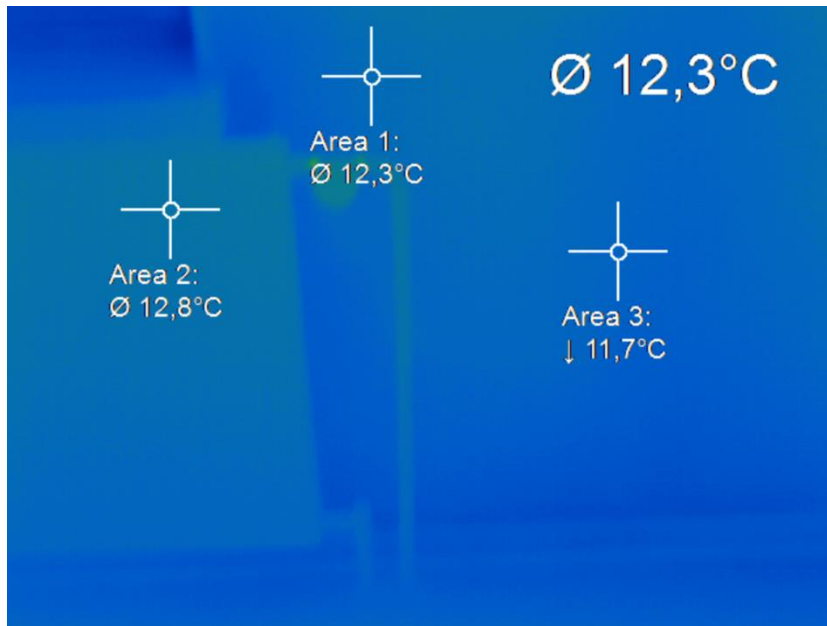 Ø 12,3°C
Area 1:
Ø 12,3°C
Area 2:
Ø 12,8°C
Area 3:
↓ 11,7°C